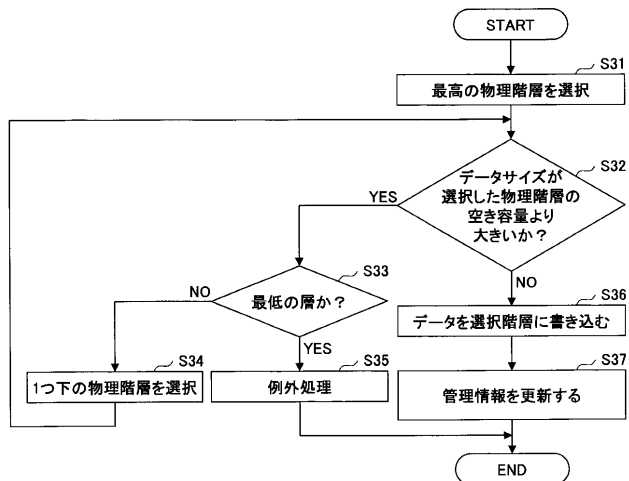 START
S31
最高の物理階層を選択
S32
データサイズが
選択した物理階層の
空き容量より
大きいか？
YES
NO
S33
最低の層か？
NO
YES
S34
1つ下の物理階層を選択
S35
例外処理
S36
データを選択階層に書き込む
S37
管理情報を更新する
END